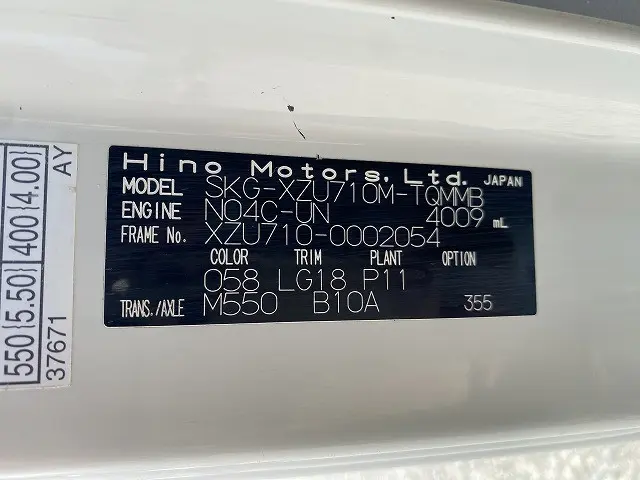 Hino Motors, Ltd. JAPAN
MODEL SKG-XZU710M-TQMMB
ENGINE N04C-UN 4009 mL
FRAME No. XZU710-0002054
COLOR TRIM PLANT OPTION
058 LG18 P11
TRANS./AXLE M550 B10A 355
550(5.50) 400(4.00)
37671 AY